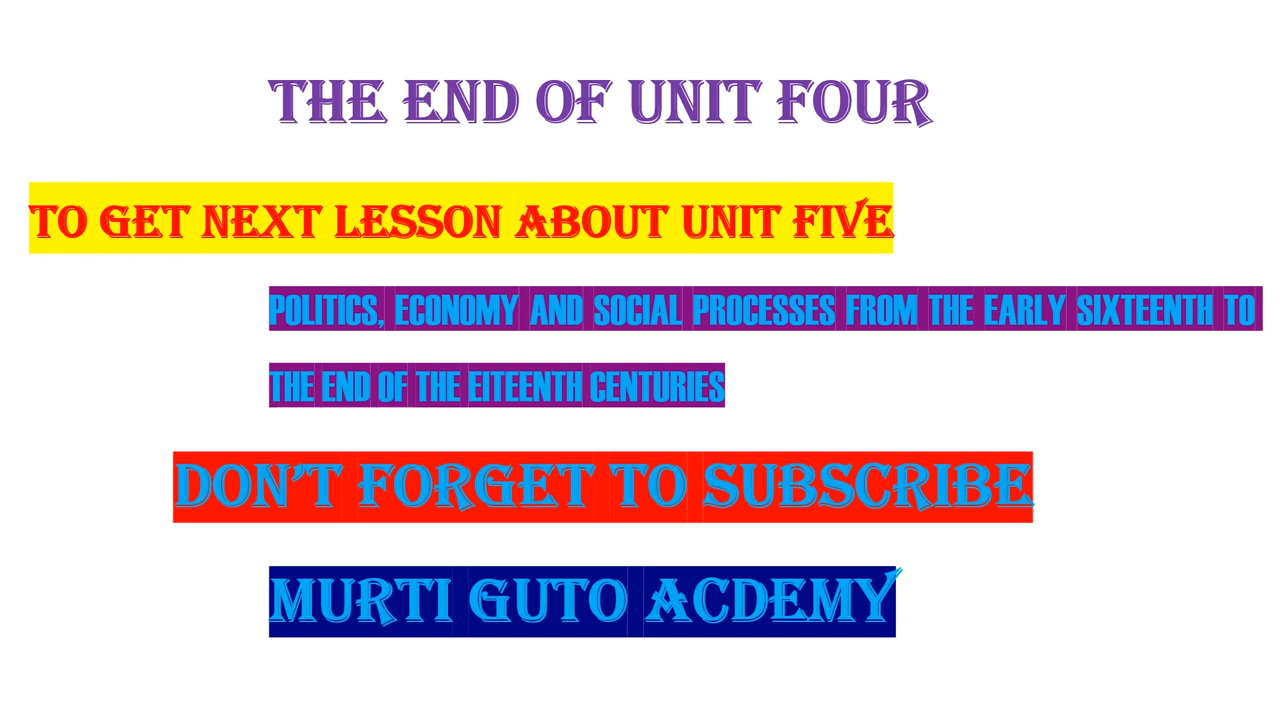 THE END OF UNIT FOUR
TO GET NEXT LESSON ABOUT UNIT FIVE
POLITICS, ECONOMY AND SOCIAL PROCESSES FROM THE EARLY SIXTEENTH TO
THE END OF THE EITEENTH CENTURIES
DON'T FORGET TO SUBSCRIBE
MURTI GUTO ACDEMY